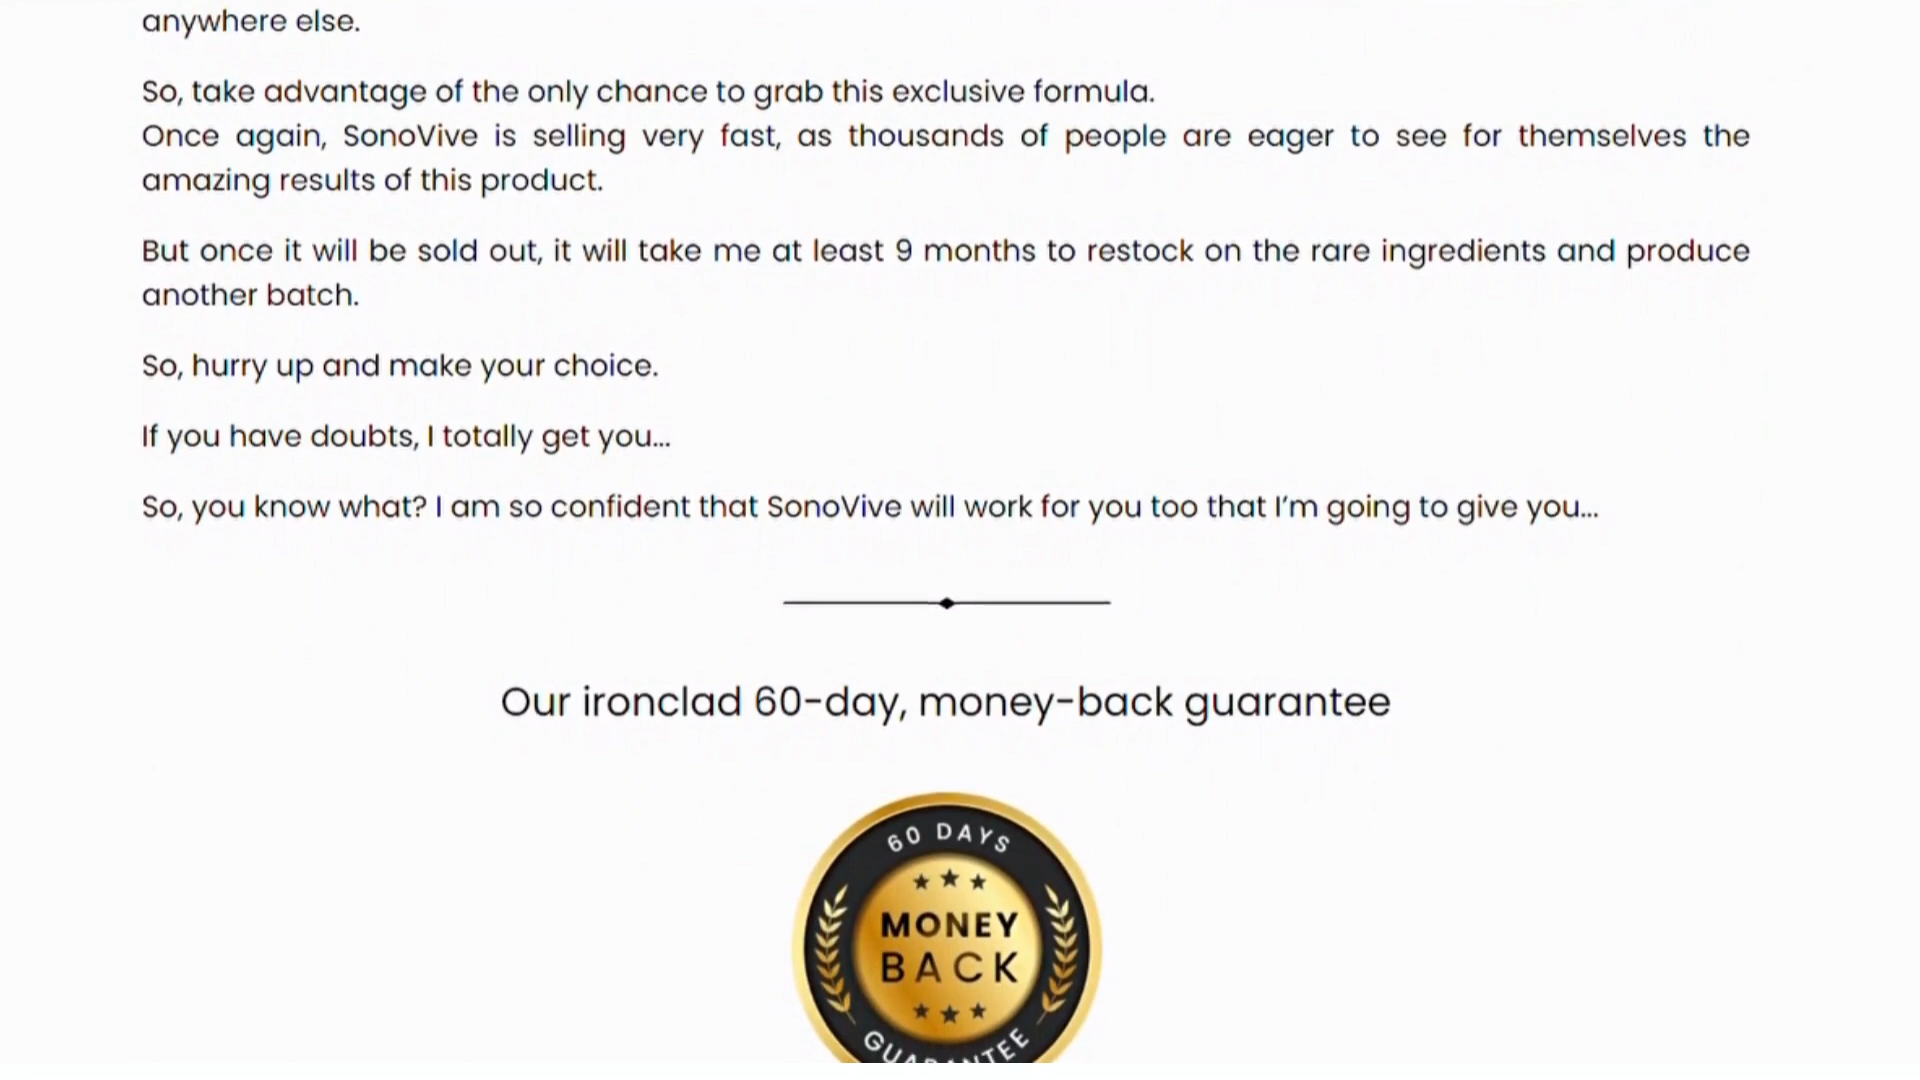 anywhere else.
So, take advantage of the only chance to grab this exclusive formula.
Once again, SonoVive is selling very fast, as thousands of people are eager to see for themselves the
amazing results of this product.
But once it will be sold out, it will take me at least 9 months to restock on the rare ingredients and produce
another batch.
So, hurry up and make your choice.
If you have doubts, I totally get you...
So, you know what? I am so confident that SonoVive will work for you too that I'm going to give you...
Our ironclad 60-day, money-back guarantee
60 DAYS
MONEY
BACK
GUARANTEE